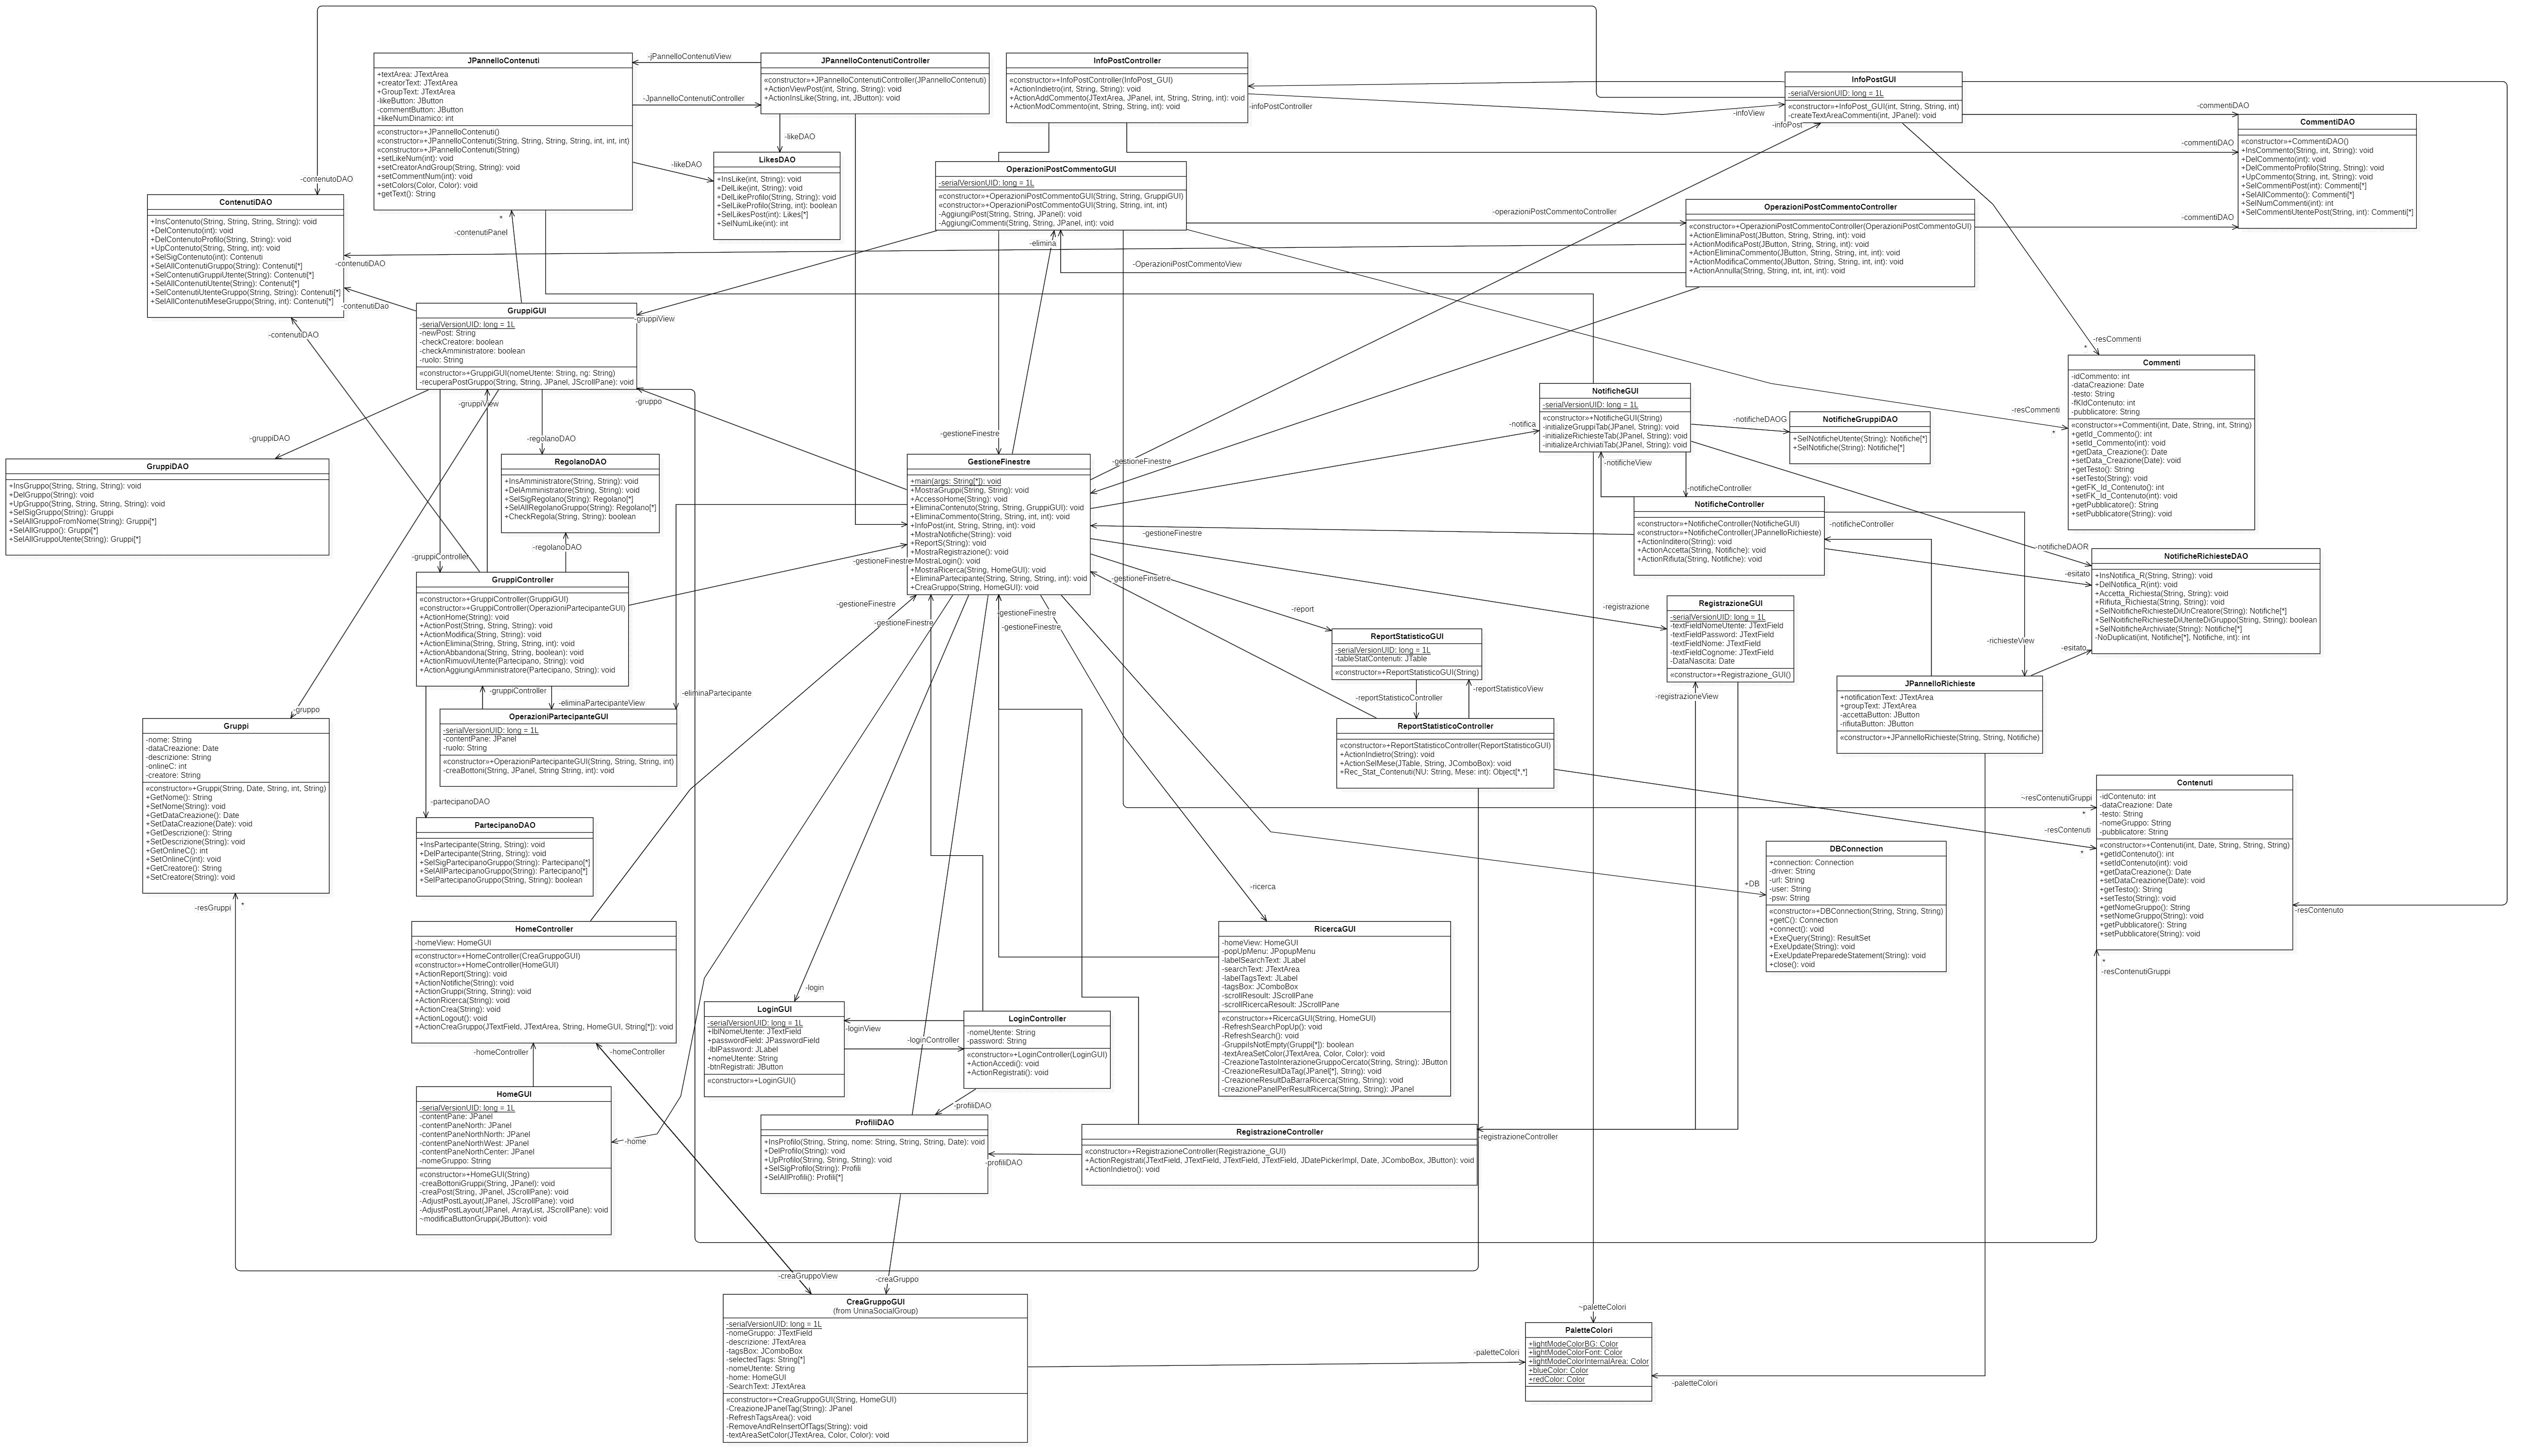 JPannelloContenuti
+textArea: JTextArea
+creatorText: JTextArea
+GroupText: JTextArea
-likeButton: JButton
-commentButton: JButton
+likeNumDinamico: int
«constructor»+JPannelloContenuti()
«constructor»+JPannelloContenuti(String, String, String, String, int, int, int)
«constructor»+JPannelloContenuti(String)
+setLikeNum(int): void
+setCreatorAndGroup(String, String): void
+setCommentNum(int): void
+setColors(Color, Color): void
+getText(): String
-jPannelloContenutiView
-JpannelloContenutiController
JPannelloContenutiController
«constructor»+JPannelloContenutiController(JPannelloContenuti)
+ActionViewPost(int, String, String): void
+ActionInsLike(String, int, JButton): void
InfoPostController
«constructor»+InfoPostController(InfoPost_GUI)
+ActionIndietro(int, String, String): void
+ActionAddCommento(JTextArea, JPanel, int, String, String, int): void
+ActionModCommento(int, String, String, int): void
-infoPostController
-infoView
-infoPost
InfoPostGUI
-serialVersionUID: long = 1L
«constructor»+InfoPost_GUI(int, String, String, int)
-createTextAreaCommenti(int, JPanel): void
-commentiDAO
-commentiDAO
-commentiDAO
CommentiDAO
«constructor»+CommentiDAO()
+InsCommento(String, int, String): void
+DelCommento(int): void
+DelCommentoProfilo(String, String): void
+UpCommento(String, int, String): void
+SelCommentiPost(int): Commenti[*]
+SelAllCommento(): Commenti[*]
+SelNumCommenti(int): int
+SelCommentiUtentePost(String, int): Commenti[*]
-likeDAO
-likeDAO
LikesDAO
+InsLike(int, String): void
+DelLike(int, String): void
+DelLikeProfilo(String, String): void
+SelLikeProfilo(String, int): boolean
+SelLikesPost(int): Likes[*]
+SelNumLike(int): int
OperazioniPostCommentoGUI
-serialVersionUID: long = 1L
«constructor»+OperazioniPostCommentoGUI(String, String, GruppiGUI)
«constructor»+OperazioniPostCommentoGUI(String, String, int, int)
-AggiungiPost(String, String, JPanel): void
-AggiungiCommenti(String, String, JPanel, int): void
-elimina
-OperazioniPostCommentoView
-operazioniPostCommentoController
OperazioniPostCommentoController
«constructor»+OperazioniPostCommentoController(OperazioniPostCommentoGUI)
+ActionEliminaPost(JButton, String, String, int): void
+ActionModificaPost(JButton, String, String, int): void
+ActionEliminaCommento(JButton, String, String, int, int): void
+ActionModificaCommento(JButton, String, String, int, int): void
+ActionAnnulla(String, String, int, int, int): void
-contenutoDAO
ContenutiDAO
+InsContenuto(String, String, String, String): void
+DelContenuto(int): void
+DelContenutoProfilo(String, String): void
+UpContenuto(String, String, int): void
+SelSigContenuto(int): Contenuti
+SelAllContenutiGruppo(String): Contenuti[*]
+SelContenutiGruppiUtente(String): Contenuti[*]
+SelAllContenutiUtente(String): Contenuti[*]
+SelContenutiUtenteGruppo(String, String): Contenuti[*]
+SelAllContenutiMeseGruppo(String, int): Contenuti[*]
-contenutiDAO
-contenutiDao
-contenutiDAO
*
-contenutiPanel
GruppiGUI
-serialVersionUID: long = 1L
-newPost: String
-checkCreatore: boolean
-checkAmministratore: boolean
-ruolo: String
«constructor»+GruppiGUI(nomeUtente: String, ng: String)
-recuperaPostGruppo(String, String, JPanel, JScrollPane): void
-gruppiView
-gruppo
-gruppiView
-gruppiDAO
-regolanoDAO
GruppiDAO
+InsGruppo(String, String, String): void
+DelGruppo(String): void
+UpGruppo(String, String, String, String): void
+SelSigGruppo(String): Gruppi
+SelAllGruppoFromNome(String): Gruppi[*]
+SelAllGruppo(): Gruppi[*]
+SelAllGruppoUtente(String): Gruppi[*]
RegolanoDAO
+InsAmministratore(String, String): void
+DelAmministratore(String, String): void
+SelSigRegolano(String): Regolano[*]
+SelAllRegolanoGruppo(String): Regolano[*]
+CheckRegola(String, String): boolean
-regolanoDAO
-gruppiController
-gestioneFinestre
GestioneFinestre
+main(args: String[*]): void
+MostraGruppi(String, String): void
+AccessoHome(String): void
+EliminaContenuto(String, String, GruppiGUI): void
+EliminaCommento(String, String, int, int): void
+InfoPost(int, String, String, int): void
+MostraNotifiche(String): void
+ReportS(String): void
+MostraRegistrazione(): void
+MostraLogin(): void
+MostraRicerca(String, HomeGUI): void
+EliminaPartecipante(String, String, String, int): void
+CreaGruppo(String, HomeGUI): void
-gestioneFinestre
-gestioneFinestre
-gestioneFinsetre
-gestioneFinestre
-gestioneFinestre
-gestioneFinestre
-gestioneFinestre
-notifica
NotificheGUI
-serialVersionUID: long = 1L
«constructor»+NotificheGUI(String)
-initializeGruppiTab(JPanel, String): void
-initializeRichiesteTab(JPanel, String): void
-initializeArchiviatiTab(JPanel, String): void
-notificheDAOG
NotificheGruppiDAO
+SelNotificheUtente(String): Notifiche[*]
+SelNotifiche(String): Notifiche[*]
-resCommenti
*
-resCommenti
*
Commenti
-idCommento: int
-dataCreazione: Date
-testo: String
-fKIdContenuto: int
-pubblicatore: String
«constructor»+Commenti(int, Date, String, int, String)
+getId_Commento(): int
+setId_Commento(int): void
+getData_Creazione(): Date
+setData_Creazione(Date): void
+getTesto(): String
+setTesto(String): void
+getFK_Id_Contenuto(): int
+setFK_Id_Contenuto(int): void
+getPubblicatore(): String
+setPubblicatore(String): void
-notificheView
-notificheController
NotificheController
«constructor»+NotificheController(NotificheGUI)
«constructor»+NotificheController(JPannelloRichieste)
+ActionInditero(String): void
+ActionAccetta(String, Notifiche): void
+ActionRifiuta(String, Notifiche): void
-notificheController
-notificheDAOR
-esitato
-esitato
-richiesteView
NotificheRichiesteDAO
+InsNotifica_R(String, String): void
+DelNotifica_R(int): void
+Accetta_Richiesta(String, String): void
+Rifiuta_Richiesta(String, String): void
+SelNoitificheRichiesteDiUnCreatore(String): Notifiche[*]
+SelNotificheRichiesteDiUtenteDiGruppo(String, String): boolean
+SelNoitificheArchiviate(String): Notifiche[*]
-NoDuplicati(int, Notifiche[*], Notifiche, int): int
GruppiController
«constructor»+GruppiController(GruppiGUI)
«constructor»+GruppiController(OperazioniPartecipanteGUI)
+ActionHome(String): void
+ActionPost(String, String, String): void
+ActionModifica(String, String): void
+ActionElimina(String, String, String, int): void
+ActionAbbandona(String, String, boolean): void
+ActionRimuoviUtente(Partecipano, String): void
+ActionAggiungiAmministratore(Partecipano, String): void
-gruppiController
-eliminaPartecipanteView
-eliminaPartecipante
-partecipanoDAO
OperazioniPartecipanteGUI
-serialVersionUID: long = 1L
-contentPane: JPanel
-ruolo: String
«constructor»+OperazioniPartecipanteGUI(String, String, String, int)
-creaBottoni(String, JPanel, String String, int): void
-report
ReportStatisticoGUI
-serialVersionUID: long = 1L
-tableStatContenuti: JTable
«constructor»+ReportStatisticoGUI(String)
-reportStatisticoController
-reportStatisticoView
-registrazione
RegistrazioneGUI
-serialVersionUID: long = 1L
-textFieldNomeUtente: JTextField
-textFieldPassword: JTextField
-textFieldNome: JTextField
-textFieldCognome: JTextField
-DataNascita: Date
«constructor»+Registrazione_GUI()
-registrazioneView
JPannelloRichieste
+notificationText: JTextArea
+groupText: JTextArea
-accettaButton: JButton
-rifiutaButton: JButton
«constructor»+JPannelloRichieste(String, String, Notifiche)
ReportStatisticoController
«constructor»+ReportStatisticoController(ReportStatisticoGUI)
+ActionIndietro(String): void
+ActionSelMese(JTable, String, JComboBox): void
+Rec_Stat_Contenuti(NU: String, Mese: int): Object[*,*]
-gruppo
Gruppi
-nome: String
-dataCreazione: Date
-descrizione: String
-onlineC: int
-creatore: String
«constructor»+Gruppi(String, Date, String, int, String)
+GetNome(): String
+SetNome(String): void
+GetDataCreazione(): Date
+SetDataCreazione(Date): void
+GetDescrizione(): String
+SetDescrizione(String): void
+GetOnlineC(): int
+SetOnlineC(int): void
+GetCreatore(): String
+SetCreatore(String): void
-resGruppi
*
PartecipanoDAO
+InsPartecipante(String, String): void
+DelPartecipante(String, String): void
+SelSigPartecipanoGruppo(String): Partecipano[*]
+SelAllPartecipanoGruppo(String): Partecipano[*]
+SelPartecipanoGruppo(String, String): boolean
~resContenutiGruppi
*
-resContenuti
*
Contenuti
-idContenuto: int
-dataCreazione: Date
-testo: String
-nomeGruppo: String
-pubblicatore: String
«constructor»+Contenuti(int, Date, String, String, String)
+getIdContenuto(): int
+setIdContenuto(int): void
+getDataCreazione(): Date
+setDataCreazione(Date): void
+getTesto(): String
+setTesto(String): void
+getNomeGruppo(): String
+setNomeGruppo(String): void
+getPubblicatore(): String
+setPubblicatore(String): void
-resContenuto
*
-resContenutiGruppi
+DB
DBConnection
+connection: Connection
-driver: String
-url: String
-user: String
-psw: String
«constructor»+DBConnection(String, String, String)
+getC(): Connection
+connect(): void
+ExeQuery(String): ResultSet
+ExeUpdate(String): void
+ExeUpdatePreparedeStatement(String): void
+close(): void
-ricerca
RicercaGUI
-homeView: HomeGUI
-popUpMenu: JPopupMenu
-labelSearchText: JLabel
-searchText: JTextArea
-labelTagsText: JLabel
-tagsBox: JComboBox
-scrollResoult: JScrollPane
-scrollRicercaResoult: JScrollPane
«constructor»+RicercaGUI(String, HomeGUI)
-RefreshSearchPopUp(): void
-RefreshSearch(): void
-GruppiIsNotEmpty(Gruppi[*]): boolean
-textAreaSetColor(JTextArea, Color, Color): void
-CreazioneTastoInterazioneGruppoCercato(String, String): JButton
-CreazioneResultDaTag(JPanel[*], String): void
-CreazioneResultDaBarraRicerca(String, String): void
-creazionePanelPerResultRicerca(String, String): JPanel
HomeController
-homeView: HomeGUI
«constructor»+HomeController(CreaGruppoGUI)
«constructor»+HomeController(HomeGUI)
+ActionReport(String): void
+ActionNotifiche(String): void
+ActionGruppi(String, String): void
+ActionRicerca(String): void
+ActionCrea(String): void
+ActionLogout(): void
+ActionCreaGruppo(JTextField, JTextArea, String, HomeGUI, String[*]): void
-homeController
-homeController
-login
LoginGUI
-serialVersionUID: long = 1L
+lblNomeUtente: JTextField
+passwordField: JPasswordField
-lblPassword: JLabel
+nomeUtente: String
-btnRegistrati: JButton
«constructor»+LoginGUI()
-loginView
-loginController
LoginController
-nomeUtente: String
-password: String
«constructor»+LoginController(LoginGUI)
+ActionAccedi(): void
+ActionRegistrati(): void
HomeGUI
-serialVersionUID: long = 1L
-contentPane: JPanel
-contentPaneNorth: JPanel
-contentPaneNorthNorth: JPanel
-contentPaneNorthWest: JPanel
-contentPaneNorthCenter: JPanel
-nomeGruppo: String
«constructor»+HomeGUI(String)
-creaBottoniGruppi(String, JPanel): void
-creaPost(String, JPanel, JScrollPane): void
-AdjustPostLayout(JPanel, JScrollPane): void
-AdjustPostLayout(JPanel, ArrayList, JScrollPane): void
~modificaButtonGruppi(JButton): void
-home
-profiliDAO
-profiliDAO
ProfiliDAO
+InsProfilo(String, String, nome: String, String, String, Date): void
+DelProfilo(String): void
+UpProfilo(String, String, String): void
+SelSigProfilo(String): Profili
+SelAllProfili(): Profili[*]
RegistrazioneController
«constructor»+RegistrazioneController(Registrazione_GUI)
+ActionRegistrati(JTextField, JTextField, JTextField, JTextField, JDatePickerImpl, Date, JComboBox, JButton): void
+ActionIndietro(): void
-registrazioneController
-creaGruppoView
-creaGruppo
CreaGruppoGUI
(from UninaSocialGroup)
-serialVersionUID: long = 1L
-nomeGruppo: JTextField
-descrizione: JTextArea
-tagsBox: JComboBox
-selectedTags: String[*]
-nomeUtente: String
-home: HomeGUI
-SearchText: JTextArea
«constructor»+CreaGruppoGUI(String, HomeGUI)
-CreazioneJPanelTag(String): JPanel
-RefreshTagsArea(): void
-RemoveAndReInsertOfTags(String): void
-textAreaSetColor(JTextArea, Color, Color): void
~paletteColori
-paletteColori
-paletteColori
PaletteColori
+lightModeColorBG: Color
+lightModeColorFont: Color
+lightModeColorInternalArea: Color
+blueColor: Color
+redColor: Color